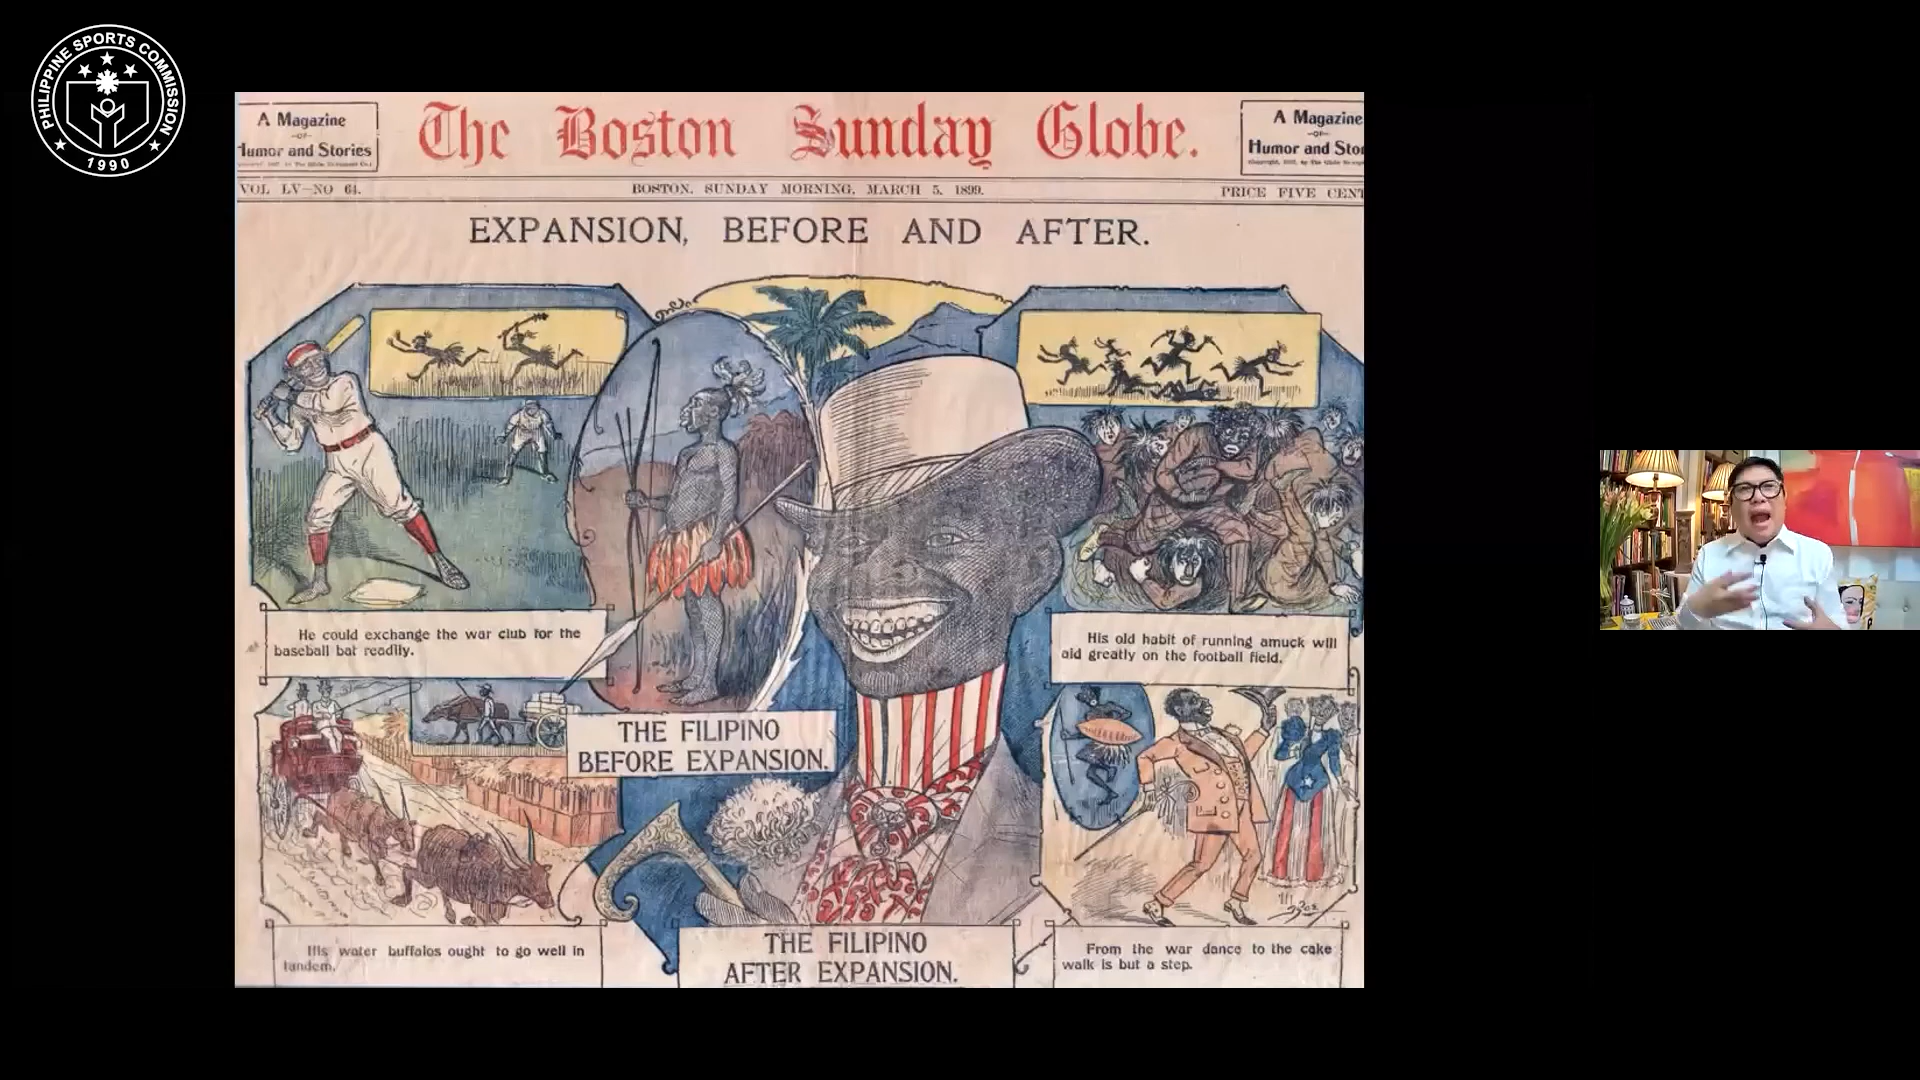 PHILIPPINE SPORTS COMMISSION
1990
A Magazine
-OF-
Humor and Stories
The Boston Sunday Globe.
A Magazine
-OF-
Humor and Stor
VOL LV-NO 64.
BOSTON, SUNDAY MORNING, MARCH 5, 1899.
PRICE FIVE CENT
EXPANSION, BEFORE AND AFTER.
He could exchange the war club for the
baseball bat readily.
His old habit of running amuck will
aid greatly on the football field.
THE FILIPINO
BEFORE EXPANSION.
His water buffalos ought to go well in
tandem.
THE FILIPINO
AFTER EXPANSION.
From the war dance to the cake
walk is but a step.